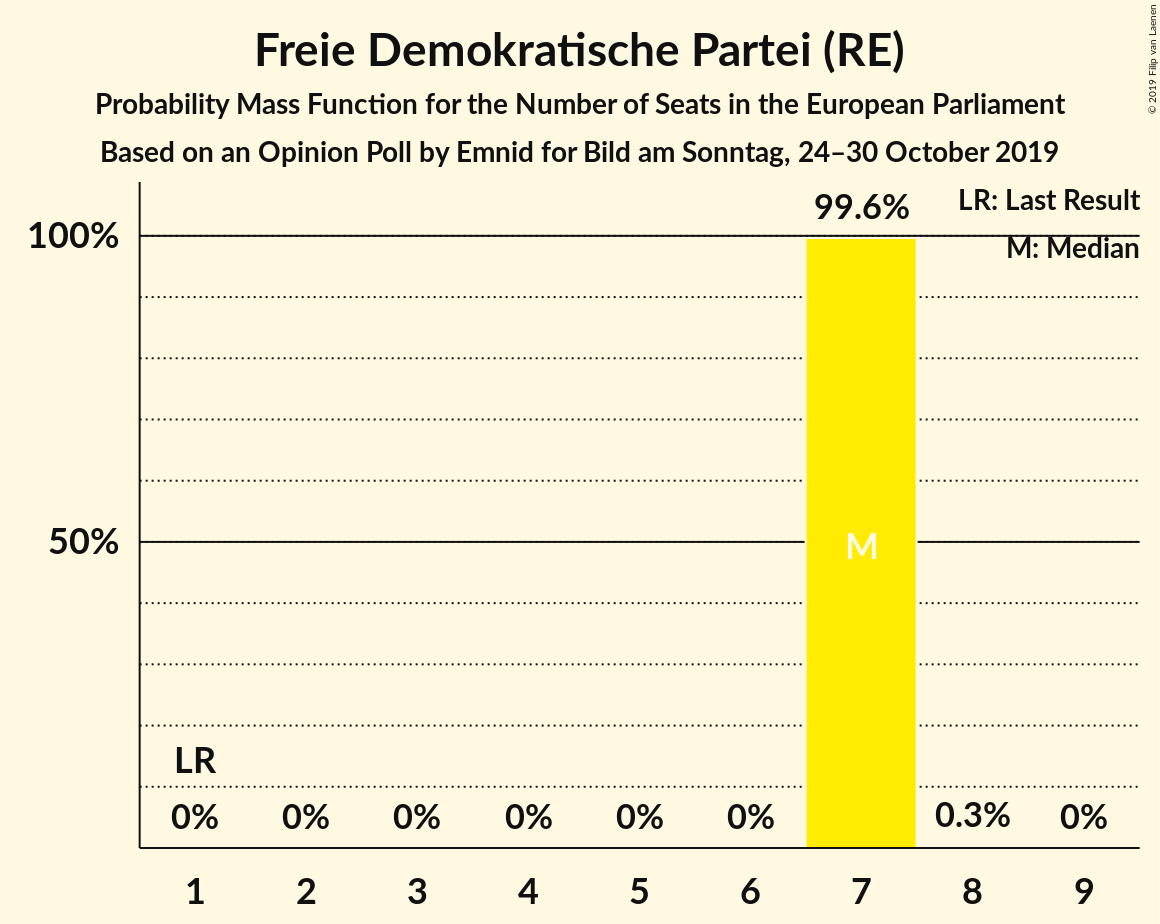 Freie Demokratische Partei (RE)
Probability Mass Function for the Number of Seats in the European Parliament
Based on an Opinion Poll by Emnid for Bild am Sonntag, 24–30 October 2019
© 2019 Filip van Laenen
LR: Last Result
M: Median
99.6%
100%
50%
M
LR
0% 0% 0% 0% 0% 0% 0.3% 0%
1 2 3 4 5 6 7 8 9